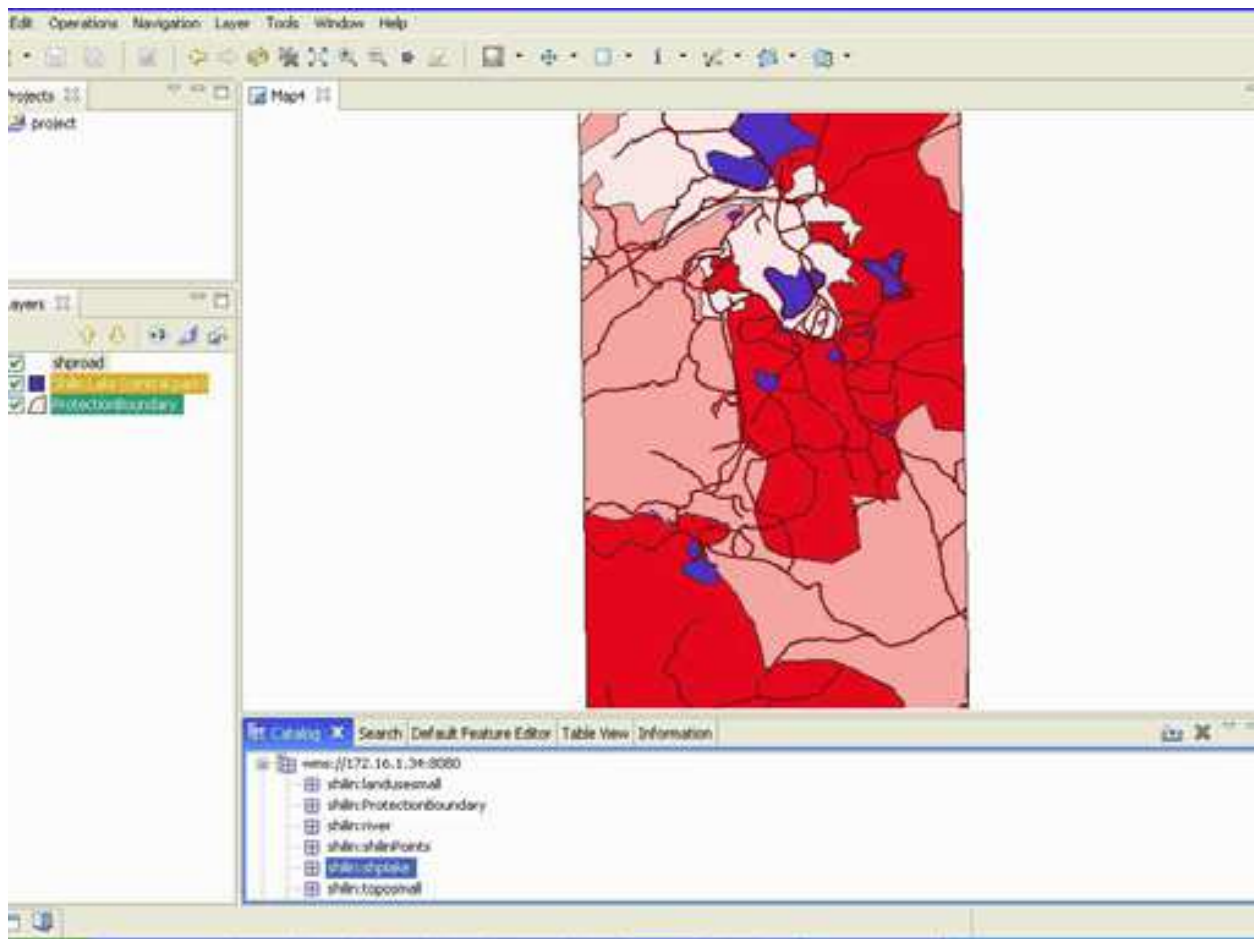 Edit Operations Navigation Layer Tools Window Help
Projects
Map4
project
Layers
shproad
ProtectionBoundary
Catalog Search Default Feature Editor Table View Information
wms://172.16.1.34:8080
shilin:landusesmall
shilin:ProtectionBoundary
shilin:river
shilin:shilinPoints
shilin:shplake
shilin:toposmall